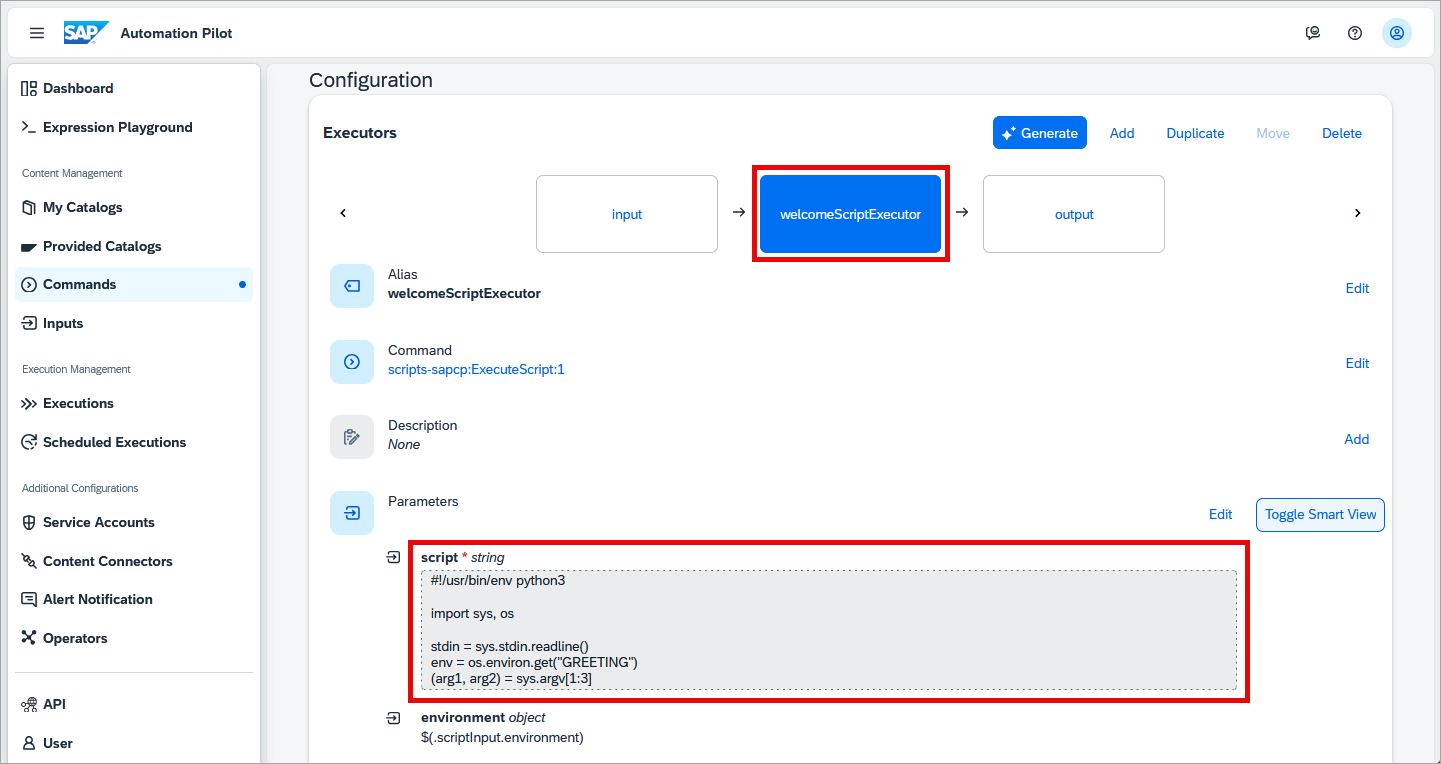 SAP Automation Pilot
Dashboard
Expression Playground
Content Management
My Catalogs
Provided Catalogs
Commands
Inputs
Execution Management
Executions
Scheduled Executions
Additional Configurations
Service Accounts
Content Connectors
Alert Notification
Operators
API
User
Configuration
Executors
Generate Add Duplicate Move Delete
input welcomeScriptExecutor output
Alias
welcomeScriptExecutor
Edit
Command
scripts-sapcp:ExecuteScript:1
Edit
Description
None
Add
Parameters
Edit Toggle Smart View
script * string
#!/usr/bin/env python3
import sys, os
stdin = sys.stdin.readline()
env = os.environ.get("GREETING")
(arg1, arg2) = sys.argv[1:3]
environment object
$(.scriptInput.environment)